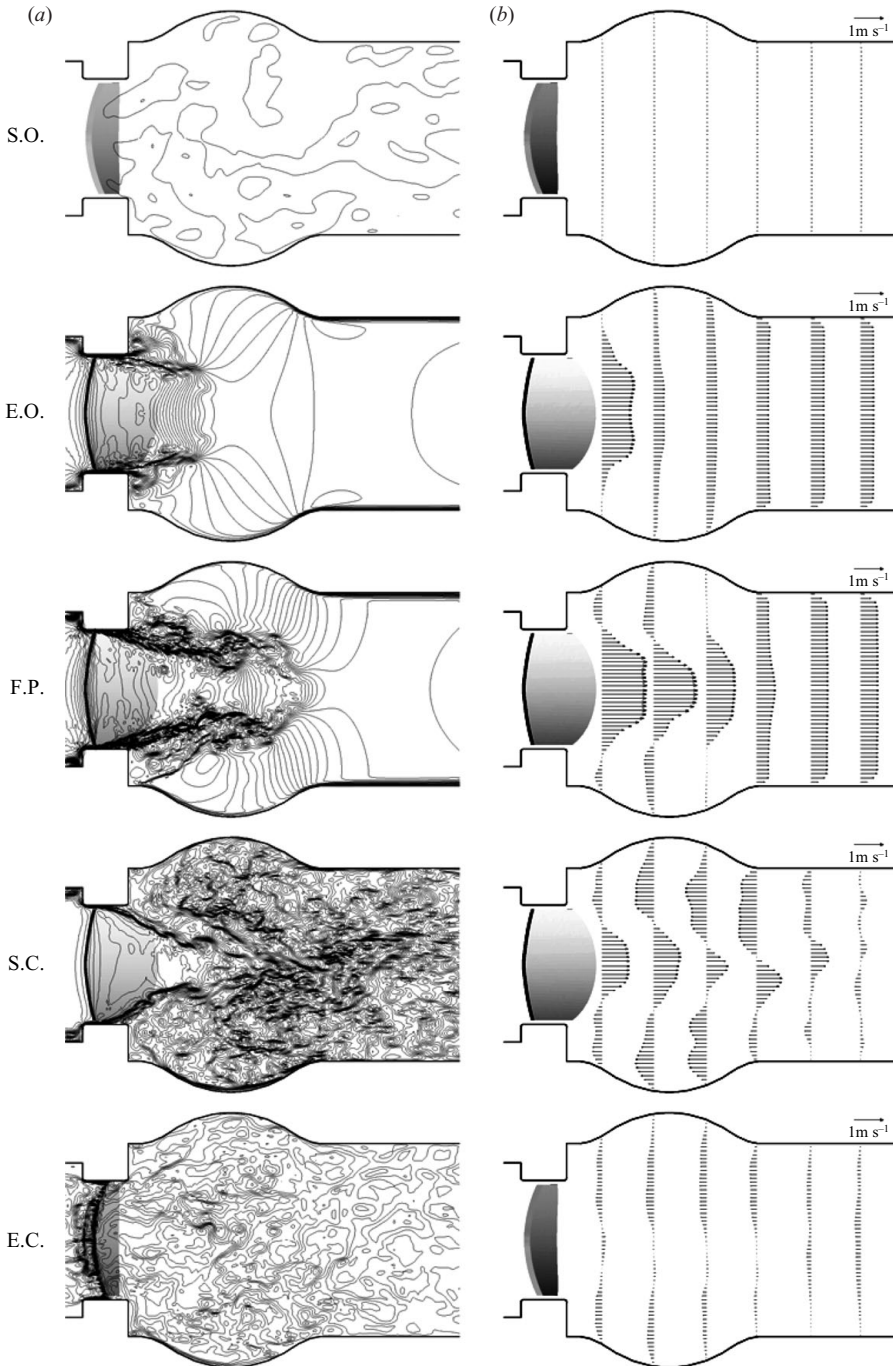 (a) (b)
S.O. 1m s⁻¹
E.O. 1m s⁻¹
F.P. 1m s⁻¹
S.C. 1m s⁻¹
E.C. 1m s⁻¹